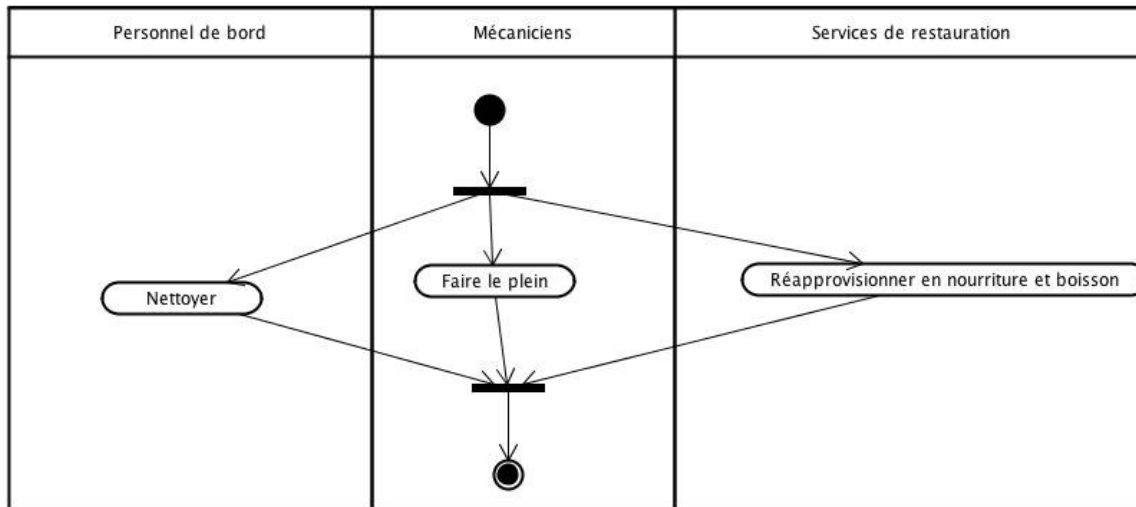 Personnel de bord
Mécaniciens
Services de restauration
Nettoyer
Faire le plein
Réapprovisionner en nourriture et boisson